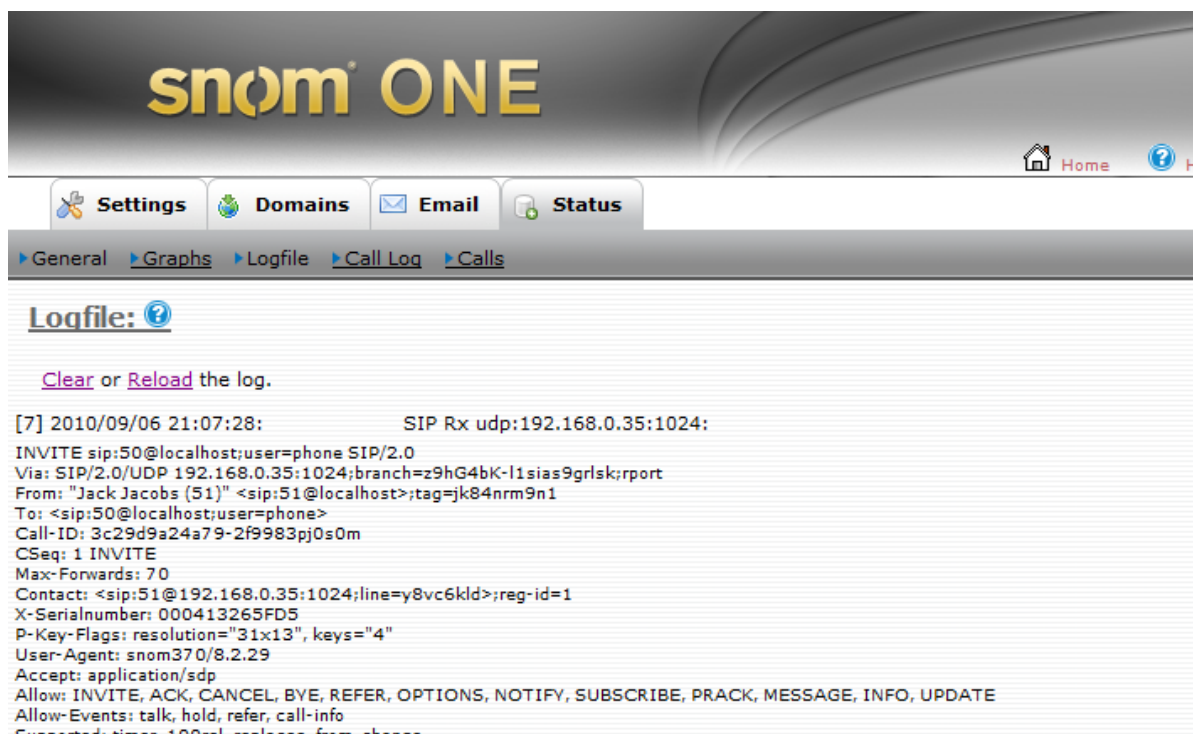 snom ONE
Home H
Settings Domains Email Status
General Graphs Logfile Call Log Calls
Logfile:
Clear or Reload the log.
[7] 2010/09/06 21:07:28: SIP Rx udp:192.168.0.35:1024:
INVITE sip:50@localhost;user=phone SIP/2.0
Via: SIP/2.0/UDP 192.168.0.35:1024;branch=z9hG4bK-l1sias9grlsk;rport
From: "Jack Jacobs (51)" <sip:51@localhost>;tag=jk84nrm9n1
To: <sip:50@localhost;user=phone>
Call-ID: 3c29d9a24a79-2f9983pj0s0m
CSeq: 1 INVITE
Max-Forwards: 70
Contact: <sip:51@192.168.0.35:1024;line=y8vc6kld>;reg-id=1
X-Serialnumber: 000413265FD5
P-Key-Flags: resolution="31x13", keys="4"
User-Agent: snom370/8.2.29
Accept: application/sdp
Allow: INVITE, ACK, CANCEL, BYE, REFER, OPTIONS, NOTIFY, SUBSCRIBE, PRACK, MESSAGE, INFO, UPDATE
Allow-Events: talk, hold, refer, call-info
Supported: timer, 100rel, replaces, from-change